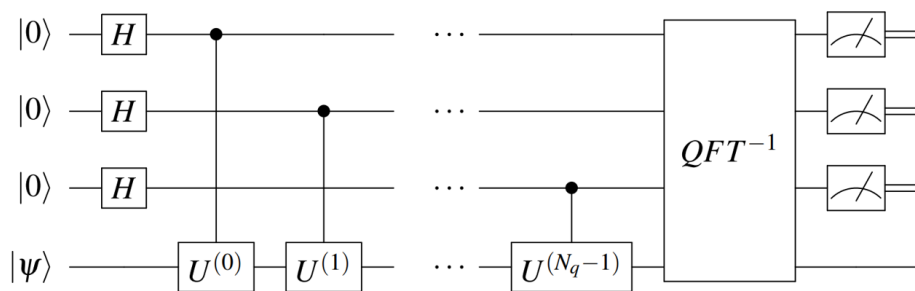 |0⟩ H ⋯
|0⟩ H ⋯
|0⟩ H ⋯
|ψ⟩ U^(0) U^(1) ⋯ U^(N_q−1)
QFT^−1